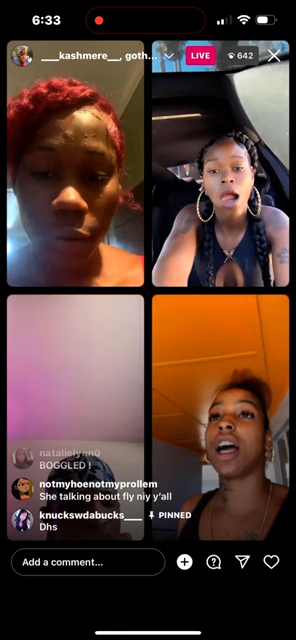 6:33
___kashmere__, goth...
LIVE
642
natalielynn0
BOGGLED !
notmyhoenotmyprollem
She talking about fly niy y'all
knuckswdabucks___ PINNED
Dhs
Add a comment...